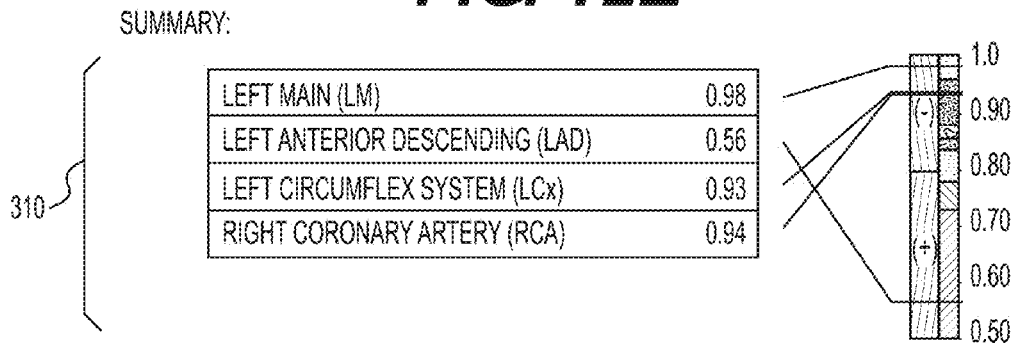 SUMMARY:
LEFT MAIN (LM) 0.98
LEFT ANTERIOR DESCENDING (LAD) 0.56
LEFT CIRCUMFLEX SYSTEM (LCx) 0.93
RIGHT CORONARY ARTERY (RCA) 0.94
310
1.0
0.90
0.80
0.70
0.60
0.50
(-)
(+)